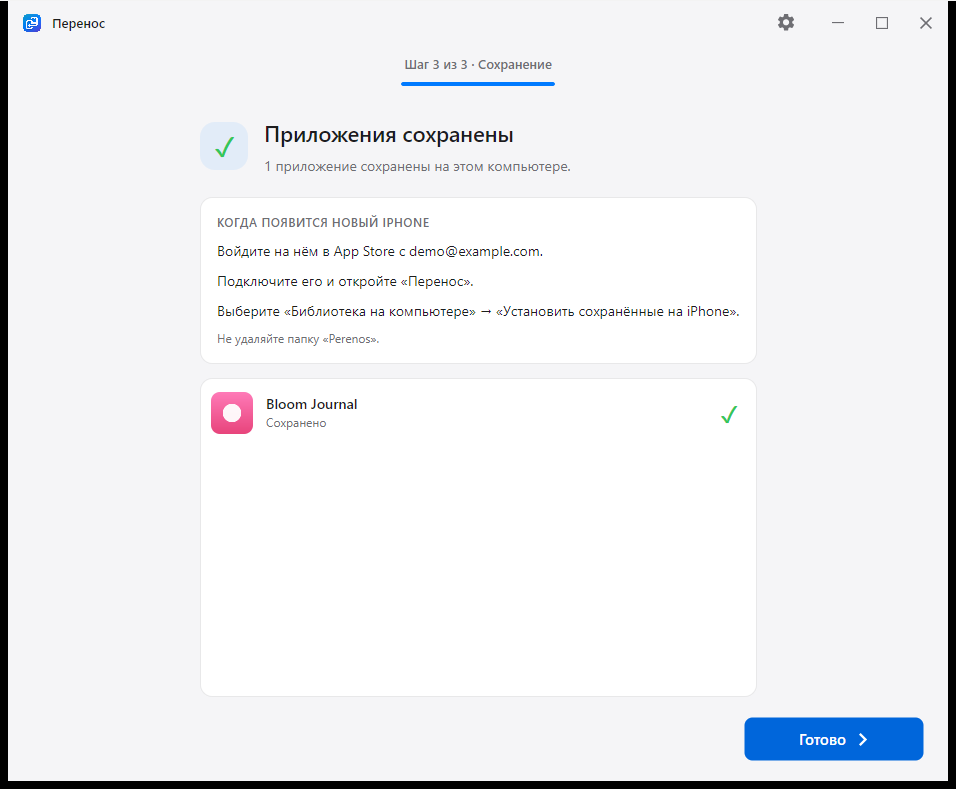 Перенос
Шаг 3 из 3 · Сохранение
Приложения сохранены
1 приложение сохранены на этом компьютере.
КОГДА ПОЯВИТСЯ НОВЫЙ IPHONE
Войдите на нём в App Store с demo@example.com.
Подключите его и откройте «Перенос».
Выберите «Библиотека на компьютере» → «Установить сохранённые на iPhone».
Не удаляйте папку «Perenos».
Bloom Journal
Сохранено
Готово